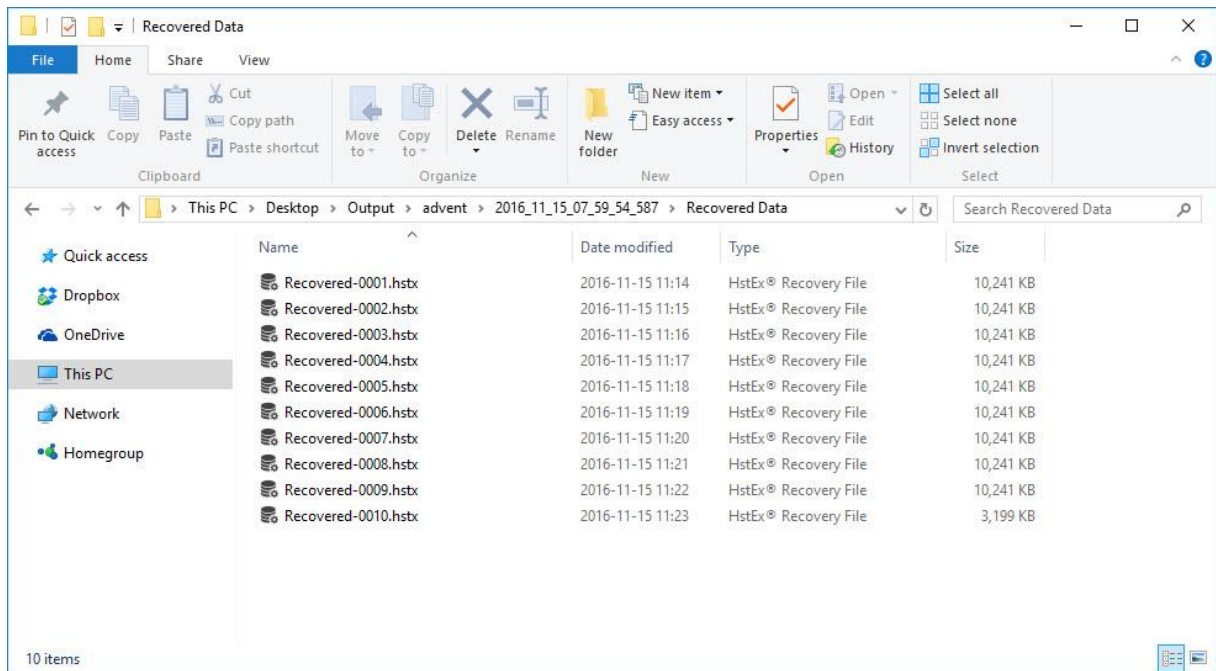 Recovered Data
File Home Share View
Pin to Quick access
Copy
Paste
Cut
Copy path
Paste shortcut
Move to
Copy to
Delete
Rename
New folder
New item
Easy access
Properties
Open
Edit
History
Select all
Select none
Invert selection
Clipboard Organize New Open Select
This PC > Desktop > Output > advent > 2016_11_15_07_59_54_587 > Recovered Data
Search Recovered Data
Quick access
Dropbox
OneDrive
This PC
Network
Homegroup
Name Date modified Type Size
Recovered-0001.hstx 2016-11-15 11:14 HstEx® Recovery File 10,241 KB
Recovered-0002.hstx 2016-11-15 11:15 HstEx® Recovery File 10,241 KB
Recovered-0003.hstx 2016-11-15 11:16 HstEx® Recovery File 10,241 KB
Recovered-0004.hstx 2016-11-15 11:17 HstEx® Recovery File 10,241 KB
Recovered-0005.hstx 2016-11-15 11:18 HstEx® Recovery File 10,241 KB
Recovered-0006.hstx 2016-11-15 11:19 HstEx® Recovery File 10,241 KB
Recovered-0007.hstx 2016-11-15 11:20 HstEx® Recovery File 10,241 KB
Recovered-0008.hstx 2016-11-15 11:21 HstEx® Recovery File 10,241 KB
Recovered-0009.hstx 2016-11-15 11:22 HstEx® Recovery File 10,241 KB
Recovered-0010.hstx 2016-11-15 11:23 HstEx® Recovery File 3,199 KB
10 items